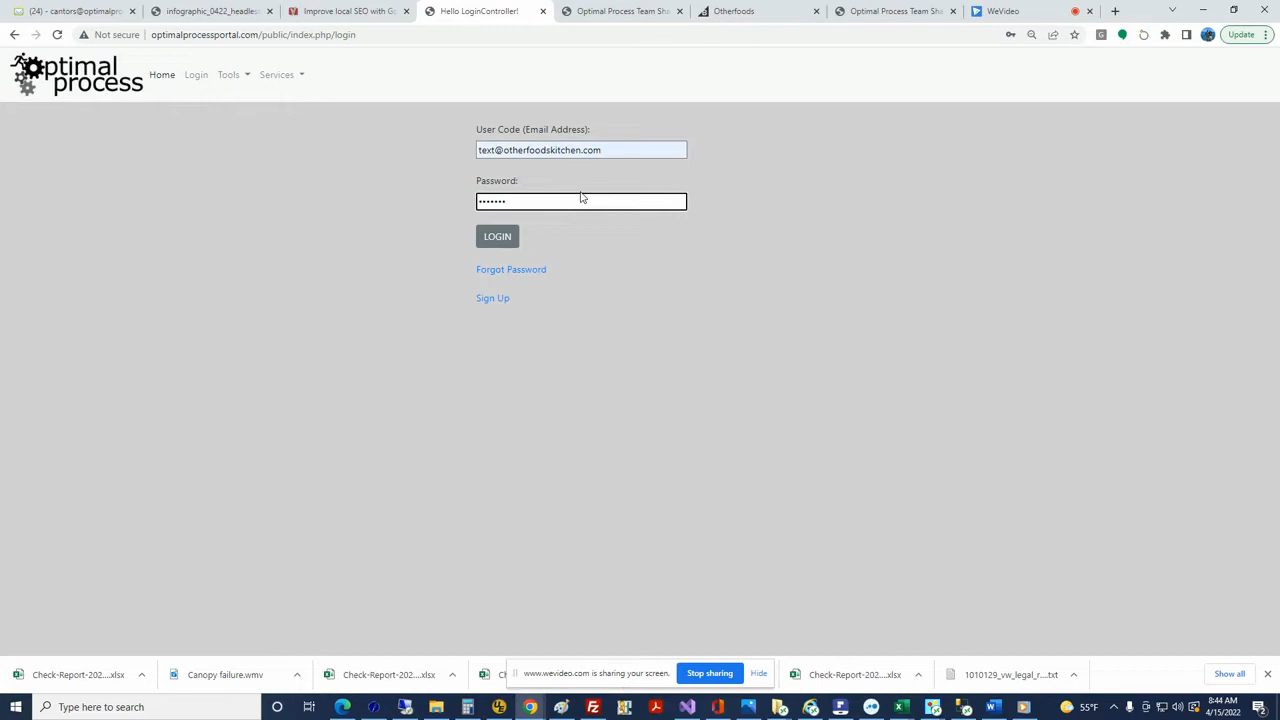 (24) - cantors@optimalpro
infographic_0422_headless
Improve local SEO with Go
Hello LoginController!
Optimal Process Team Sha
Otherfoods
Optimal Process Team Sha
WeVideo
Not secure
optimalprocessportal.com/public/index.php/login
Update
optimal
process
Home
Login
Tools
Services
User Code (Email Address):
text@otherfoodskitchen.com
Password:
•••••••
LOGIN
Forgot Password
Sign Up
Check-Report-202....xlsx
Canopy failure.wmv
Check-Report-202....xlsx
www.wevideo.com is sharing your screen.
Stop sharing
Hide
Check-Report-202....xlsx
1010129_vw_legal_r....txt
Show all
Type here to search
55°F
8:44 AM
4/15/2022